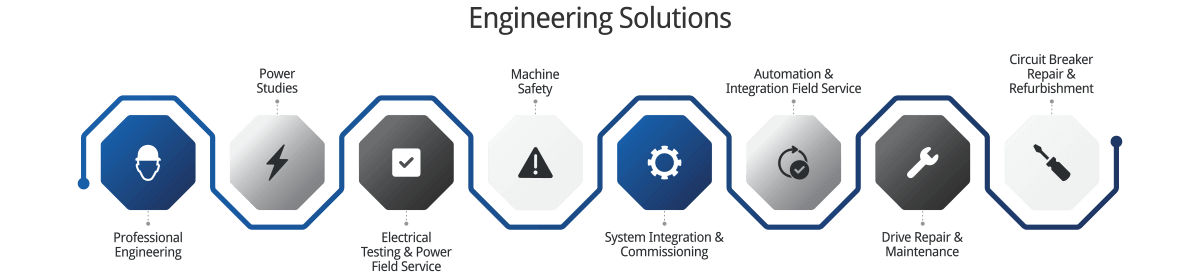 Engineering Solutions
Professional
Engineering
Power
Studies
Electrical
Testing & Power
Field Service
Machine
Safety
System Integration &
Commissioning
Automation &
Integration Field Service
Drive Repair &
Maintenance
Circuit Breaker
Repair &
Refurbishment